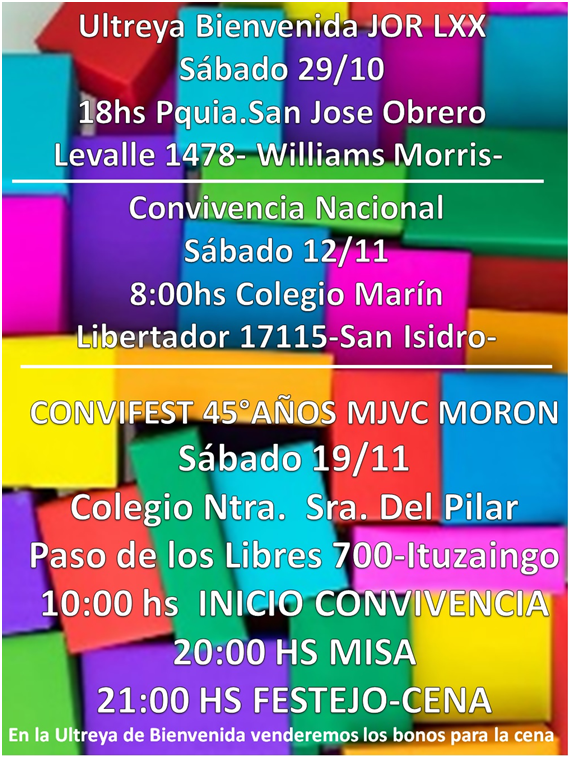 Ultreya Bienvenida JOR LXX
Sábado 29/10
18hs Pquia.San Jose Obrero
Levalle 1478- Williams Morris-
Convivencia Nacional
Sábado 12/11
8:00hs Colegio Marín
Libertador 17115-San Isidro-
CONVIFEST 45°AÑOS MJVC MORON
Sábado 19/11
Colegio Ntra. Sra. Del Pilar
Paso de los Libres 700-Ituzaingo
10:00 hs INICIO CONVIVENCIA
20:00 HS MISA
21:00 HS FESTEJO-CENA
En la Ultreya de Bienvenida venderemos los bonos para la cena